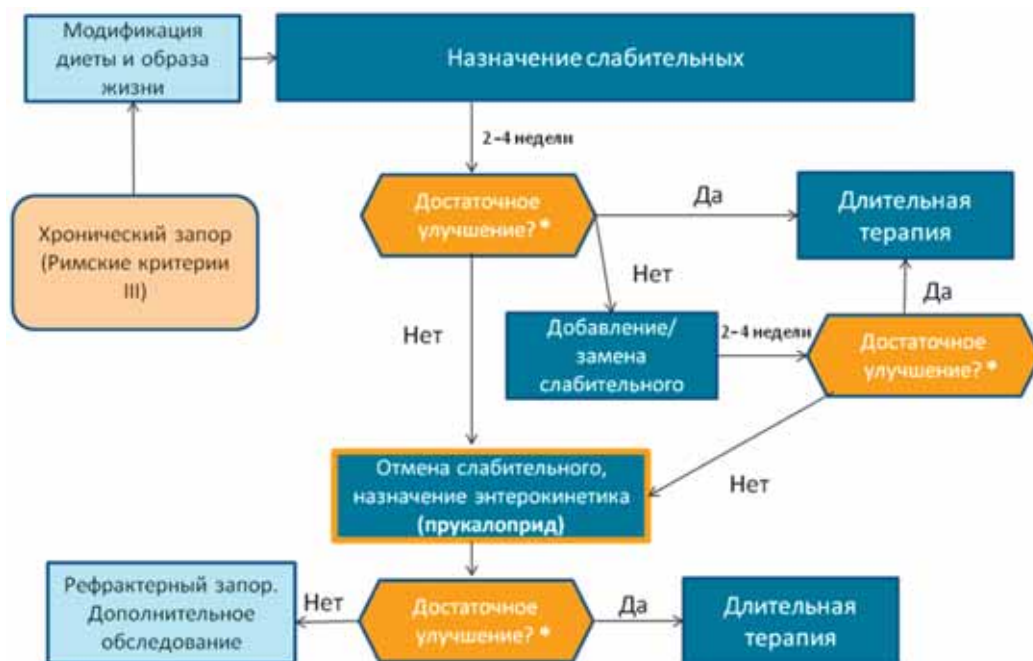 Модификация
диеты и образа
жизни
Назначение слабительных
2-4 недели
Хронический запор
(Римские критерии
III)
Достаточное
улучшение? *
Да
Длительная
терапия
Нет
Нет
Да
Добавление/
замена
слабительного
2-4 недели
Достаточное
улучшение? *
Отмена слабительного,
назначение энтерокинетика
(прукалоприд)
Нет
Рефрактерный запор.
Дополнительное
обследование
Нет
Достаточное
улучшение? *
Да
Длительная
терапия